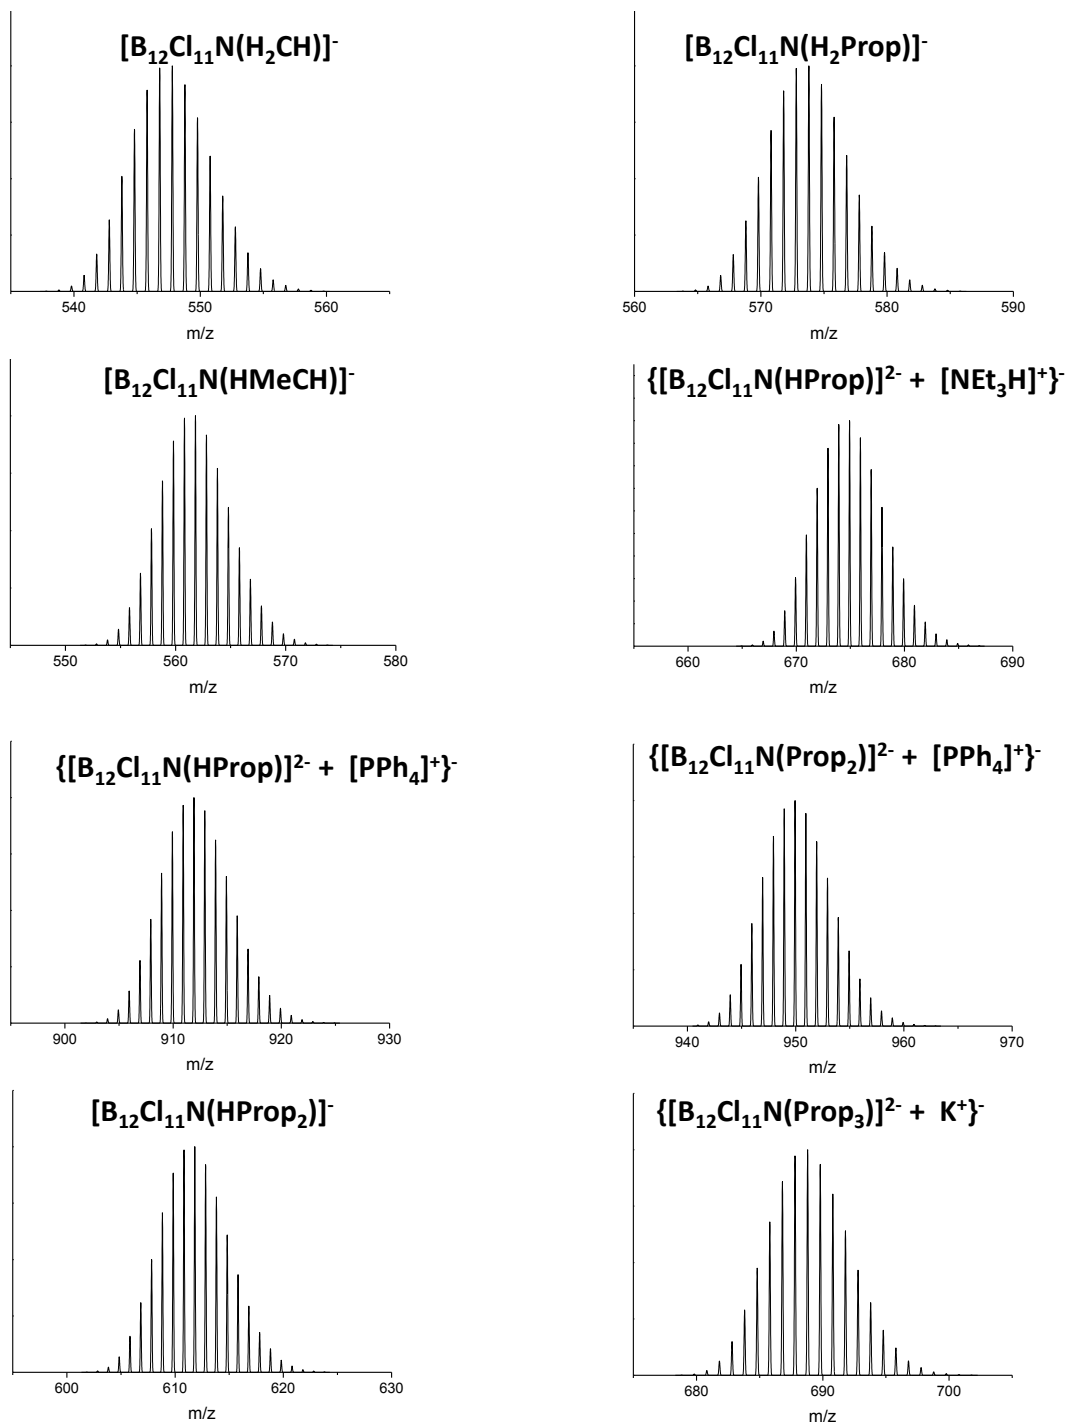 [B₁₂Cl₁₁N(H₂CH)]⁻
540 550 560
m/z
[B₁₂Cl₁₁N(H₂Prop)]⁻
560 570 580 590
m/z
[B₁₂Cl₁₁N(HMeCH)]⁻
550 560 570 580
m/z
{[B₁₂Cl₁₁N(HProp)]²⁻ + [NEt₃H]⁺}⁻
660 670 680 690
m/z
{[B₁₂Cl₁₁N(HProp)]²⁻ + [PPh₄]⁺}⁻
900 910 920 930
m/z
{[B₁₂Cl₁₁N(Prop₂)]²⁻ + [PPh₄]⁺}⁻
940 950 960 970
m/z
[B₁₂Cl₁₁N(HProp₂)]⁻
600 610 620 630
m/z
{[B₁₂Cl₁₁N(Prop₃)]²⁻ + K⁺}⁻
680 690 700
m/z